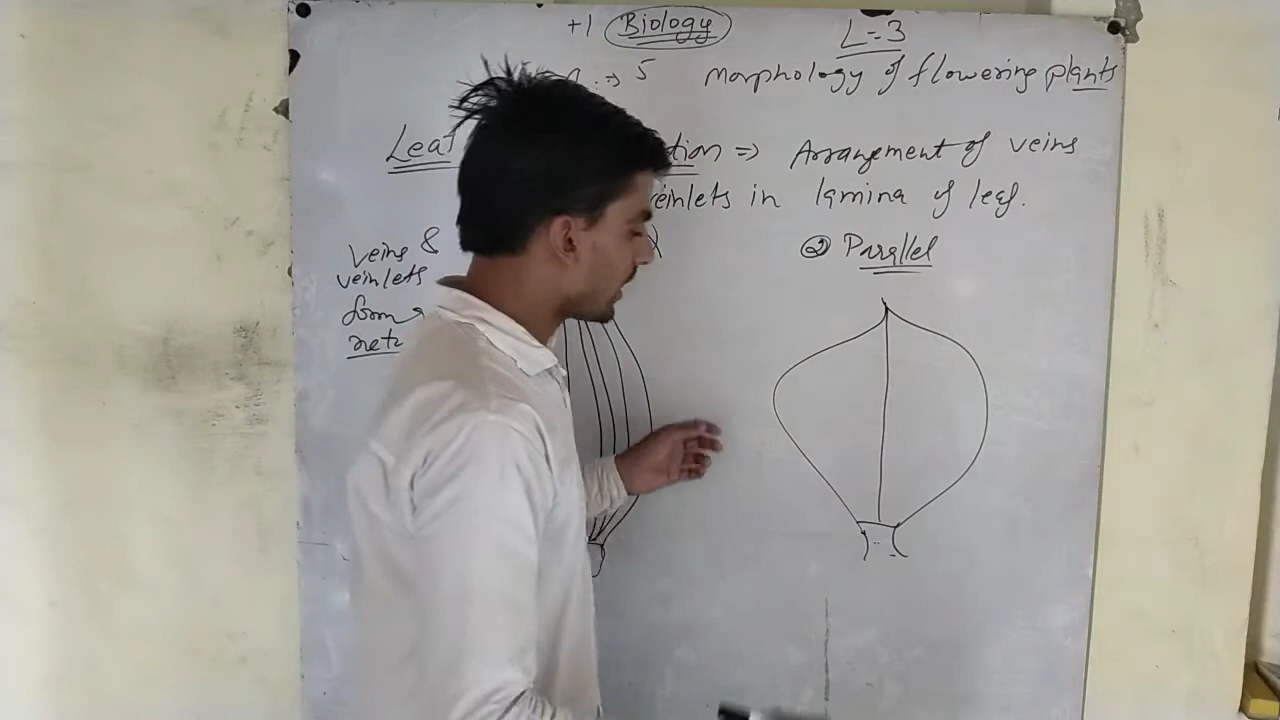 +1 Biology L=3
5 Morphology of flowering plants
Leaf tion => Arrangement of veins
veinlets in lamina of leaf.
② Parallel
veins &
veinlets
form